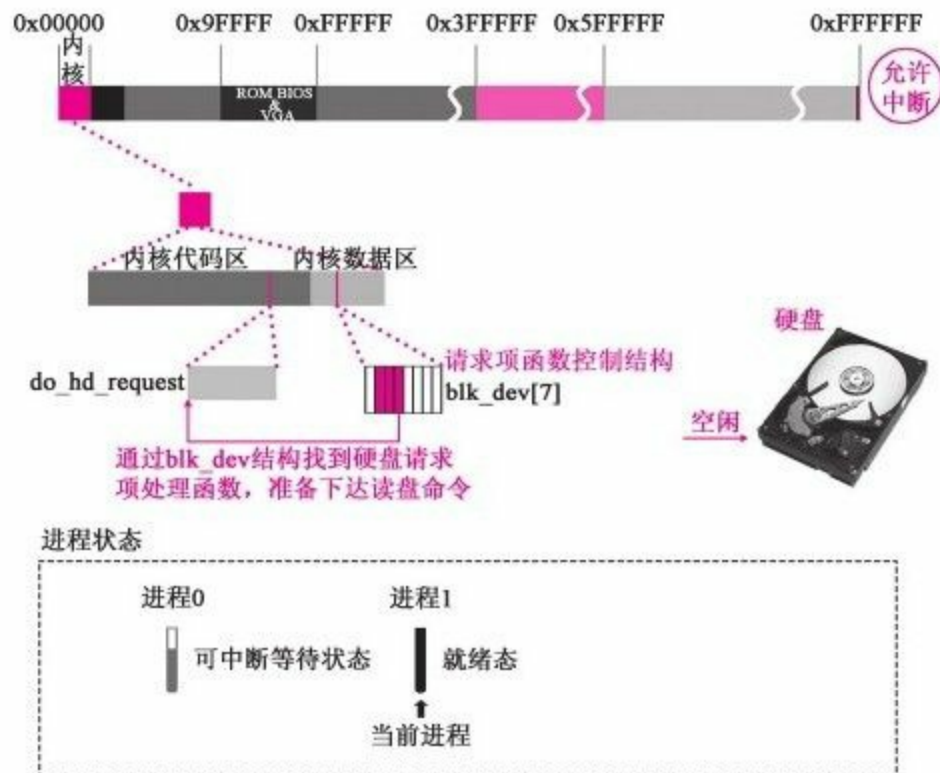 0x00000 0x9FFFF 0xFFFFF 0x3FFFFF 0x5FFFFF 0xFFFFFF
内
核
ROM BIOS
&
VGA
允许
中断
内核代码区 内核数据区
硬盘
请求项函数控制结构
do_hd_request
blk_dev[7]
空闲
通过blk_dev结构找到硬盘请求
项处理函数，准备下达读盘命令
进程状态
进程0 进程1
可中断等待状态 就绪态
当前进程